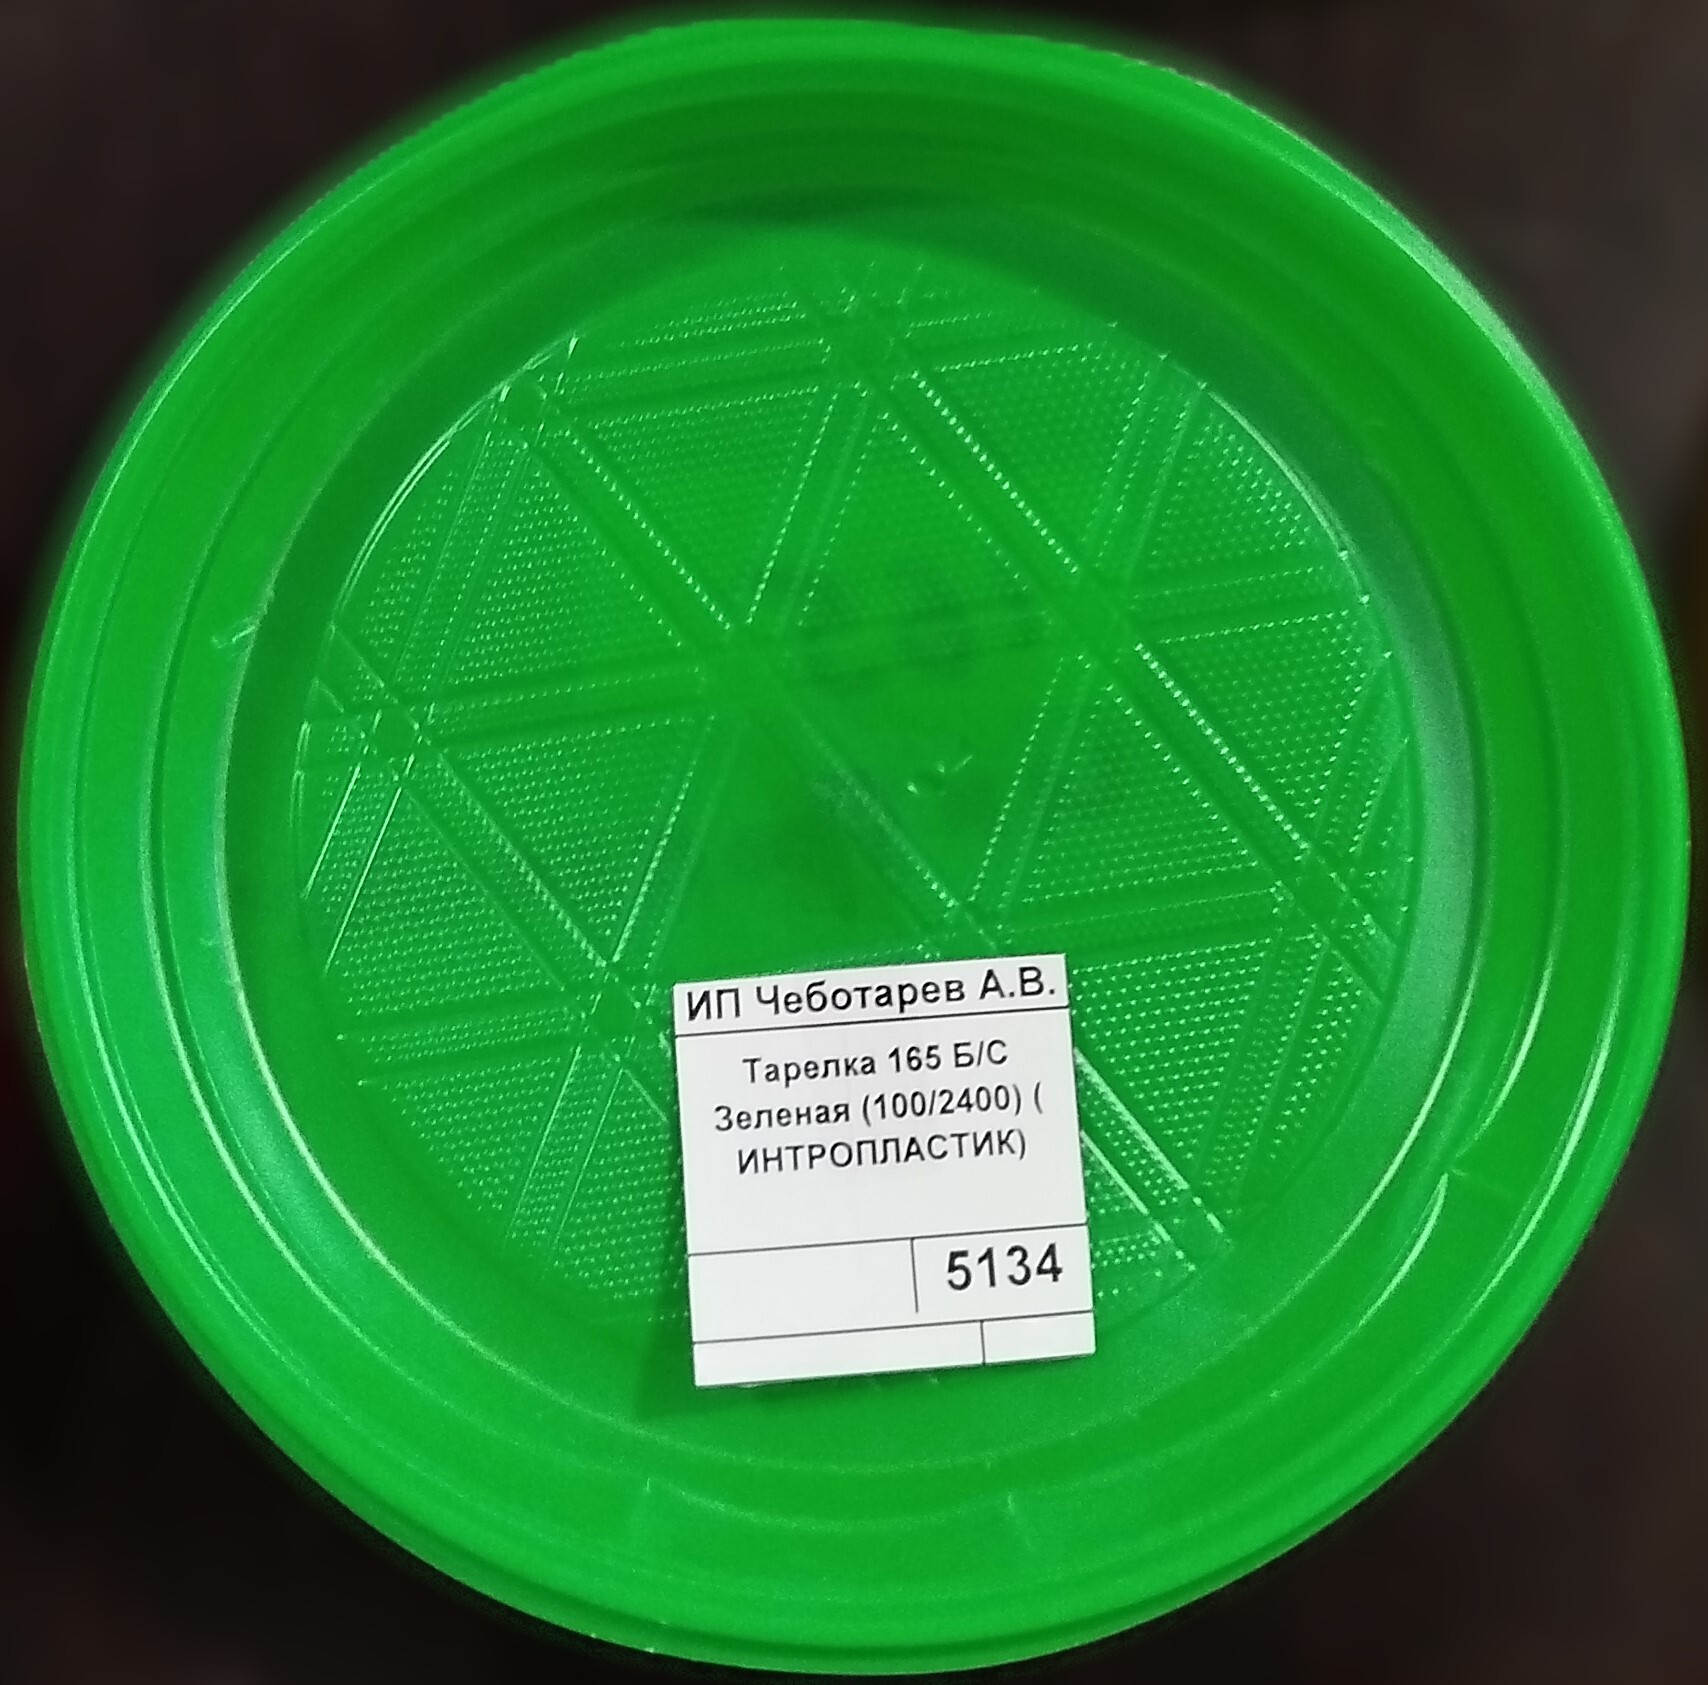 ИП Чеботарев А.В.
Тарелка 165 Б/С
Зеленая (100/2400) (
ИНТРОПЛАСТИК)
5134